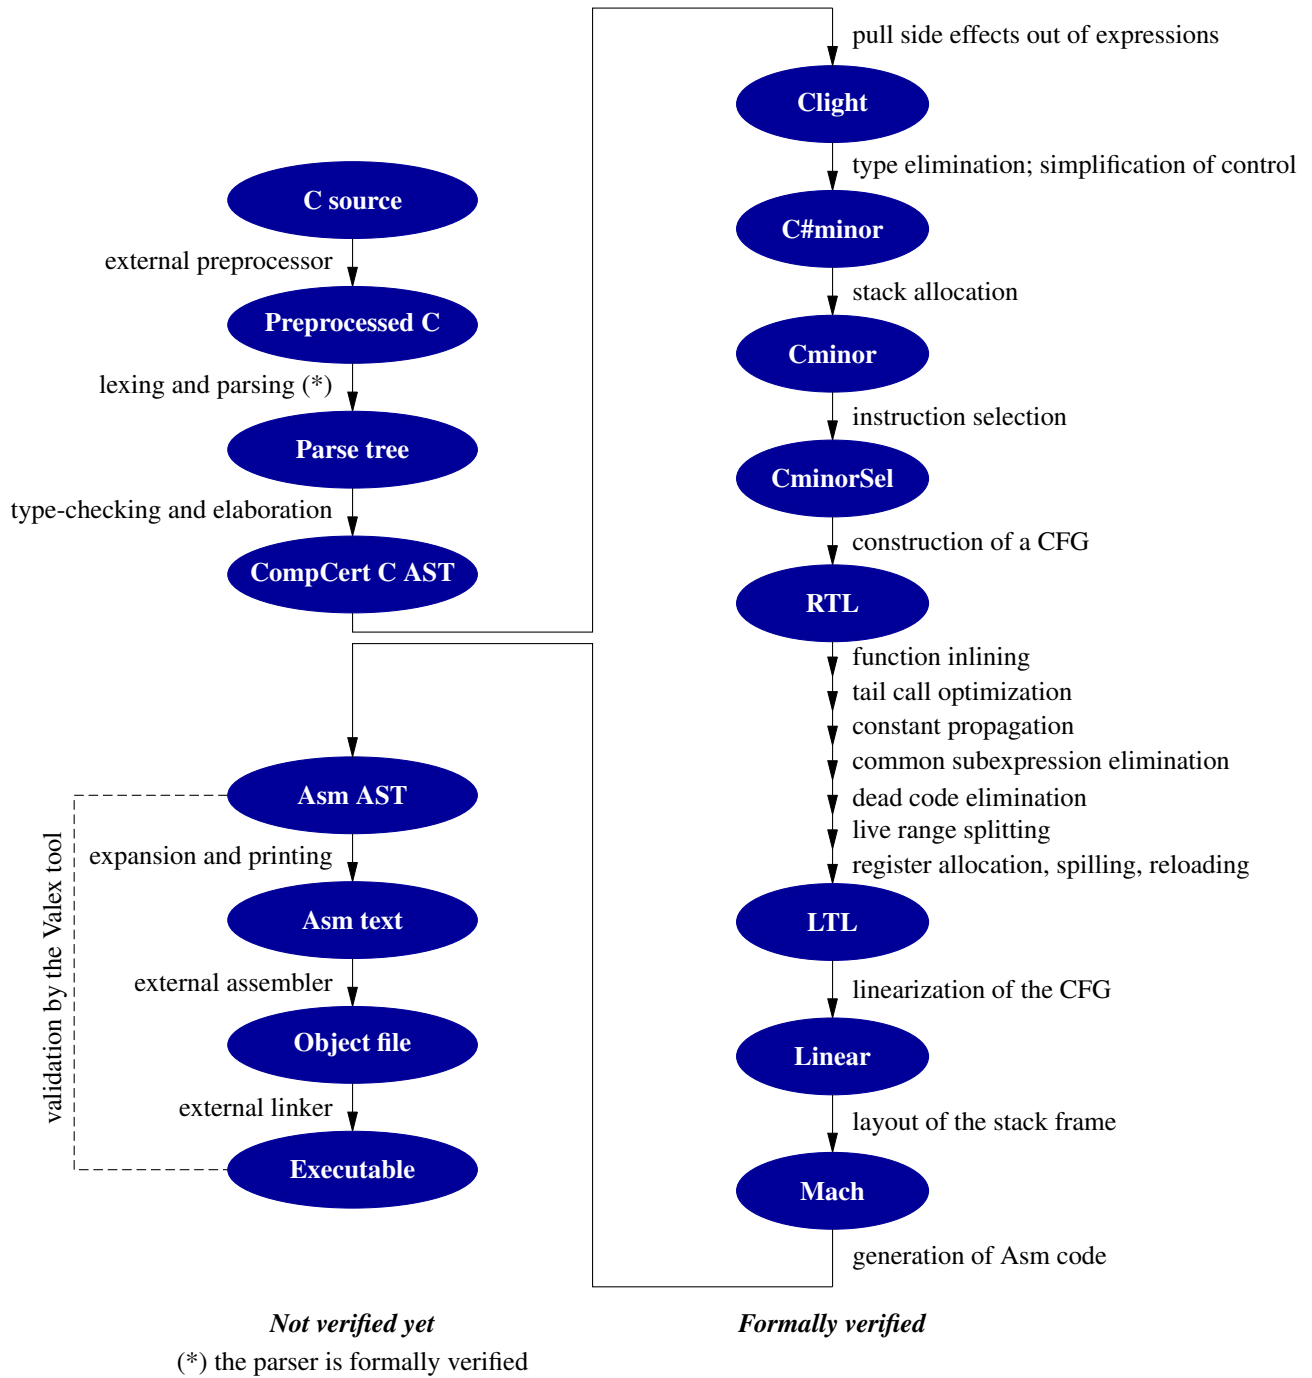 C source
external preprocessor
Preprocessed C
lexing and parsing (*)
Parse tree
type-checking and elaboration
CompCert C AST
pull side effects out of expressions
Clight
type elimination; simplification of control
C#minor
stack allocation
Cminor
instruction selection
CminorSel
construction of a CFG
RTL
function inlining
tail call optimization
constant propagation
common subexpression elimination
dead code elimination
live range splitting
register allocation, spilling, reloading
LTL
linearization of the CFG
Linear
layout of the stack frame
Mach
generation of Asm code
Asm AST
expansion and printing
Asm text
external assembler
Object file
external linker
Executable
validation by the Valex tool
Not verified yet
(*) the parser is formally verified
Formally verified